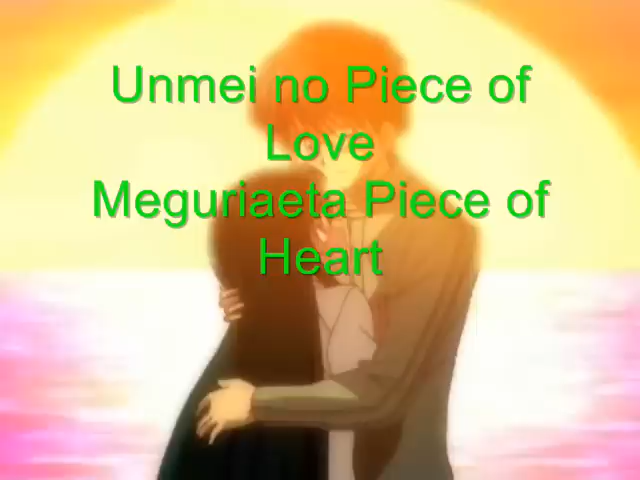 Unmei no Piece of
Love
Meguriaeta Piece of
Heart